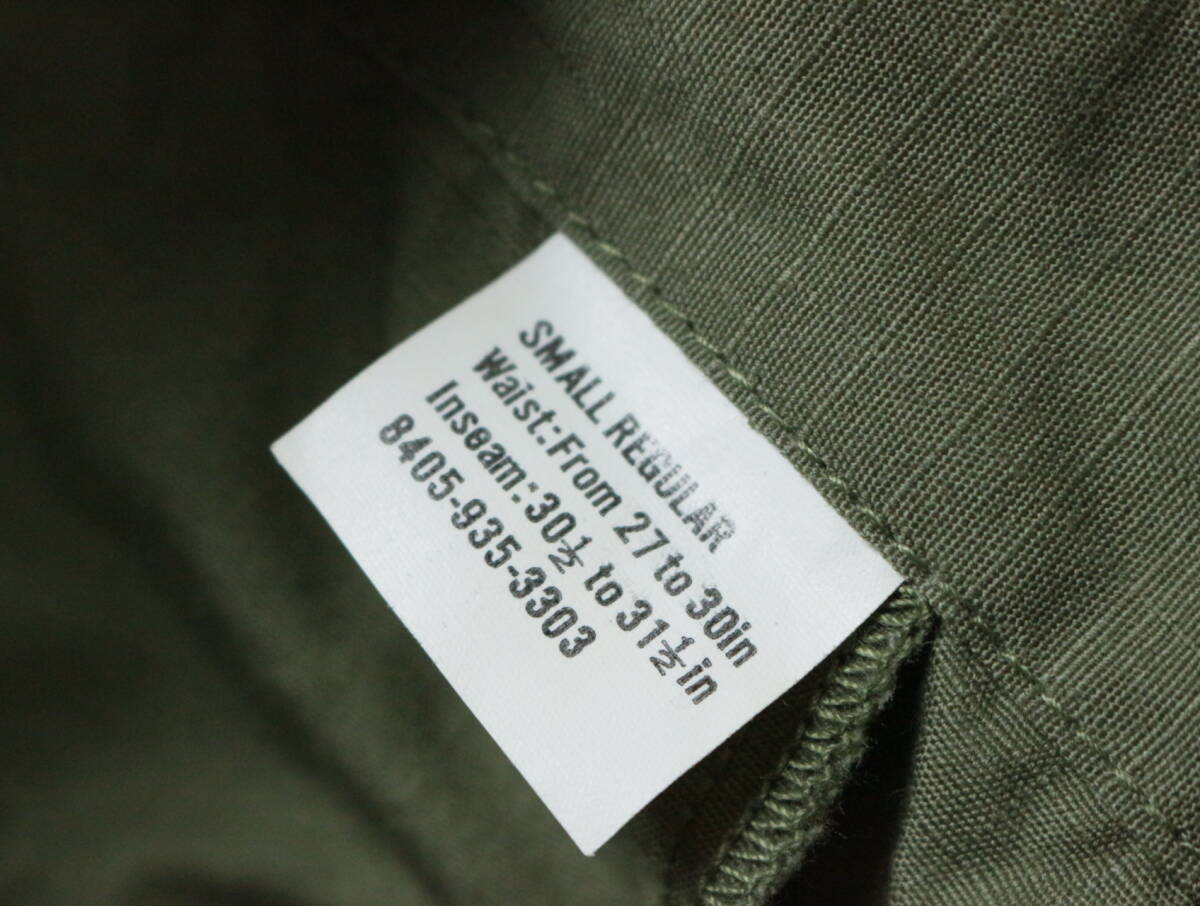 SMALL REGULAR
Waist:From 27 to 30in
Inseam:30½ to 31½in
8405-935-3303